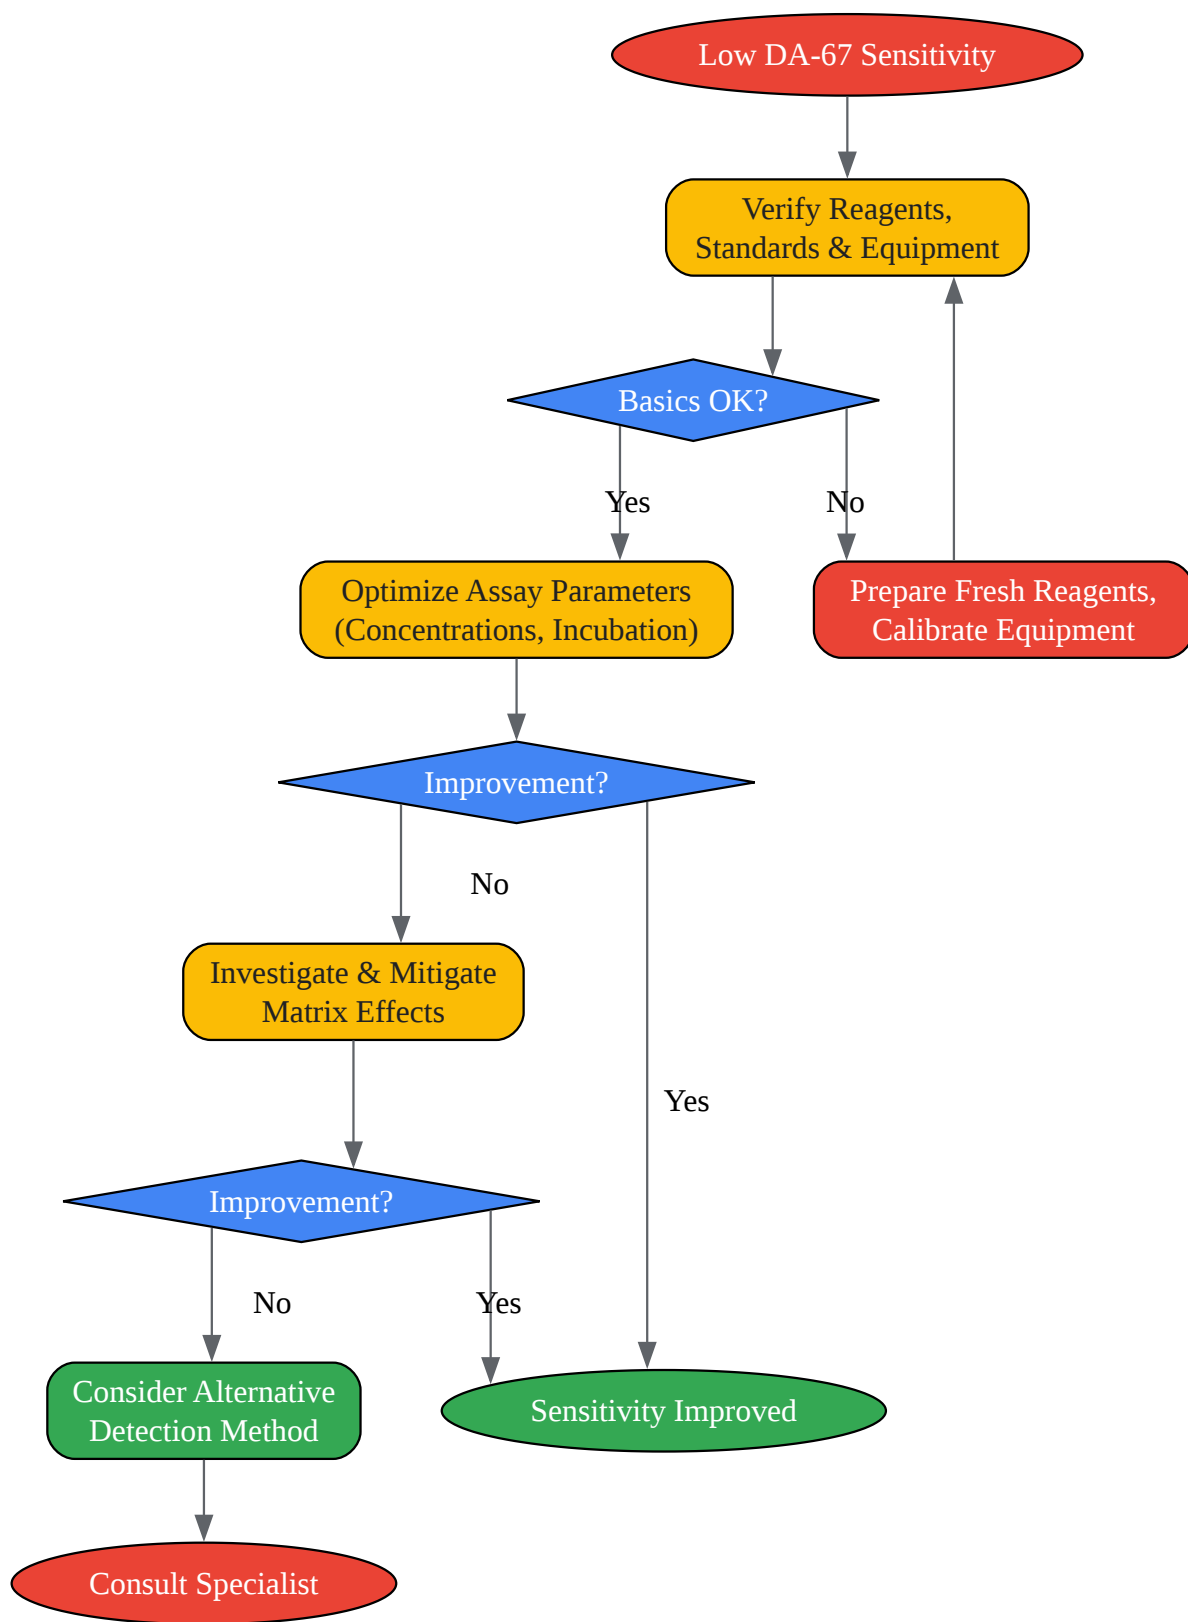 Low DA-67 Sensitivity
Verify Reagents,
Standards & Equipment
Basics OK?
Yes
No
Optimize Assay Parameters
(Concentrations, Incubation)
Prepare Fresh Reagents,
Calibrate Equipment
Improvement?
No
Investigate & Mitigate
Matrix Effects
Yes
Improvement?
No
Yes
Consider Alternative
Detection Method
Sensitivity Improved
Consult Specialist